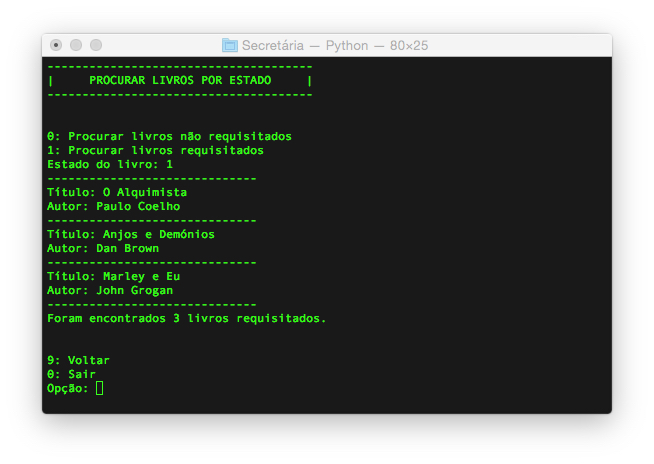 Secretária — Python — 80×25
--------------------------------------
|     PROCURAR LIVROS POR ESTADO     |
--------------------------------------
0: Procurar livros não requisitados
1: Procurar livros requisitados
Estado do livro: 1
------------------------------
Título: O Alquimista
Autor: Paulo Coelho
------------------------------
Título: Anjos e Demónios
Autor: Dan Brown
------------------------------
Título: Marley e Eu
Autor: John Grogan
------------------------------
Foram encontrados 3 livros requisitados.
9: Voltar
0: Sair
Opção: